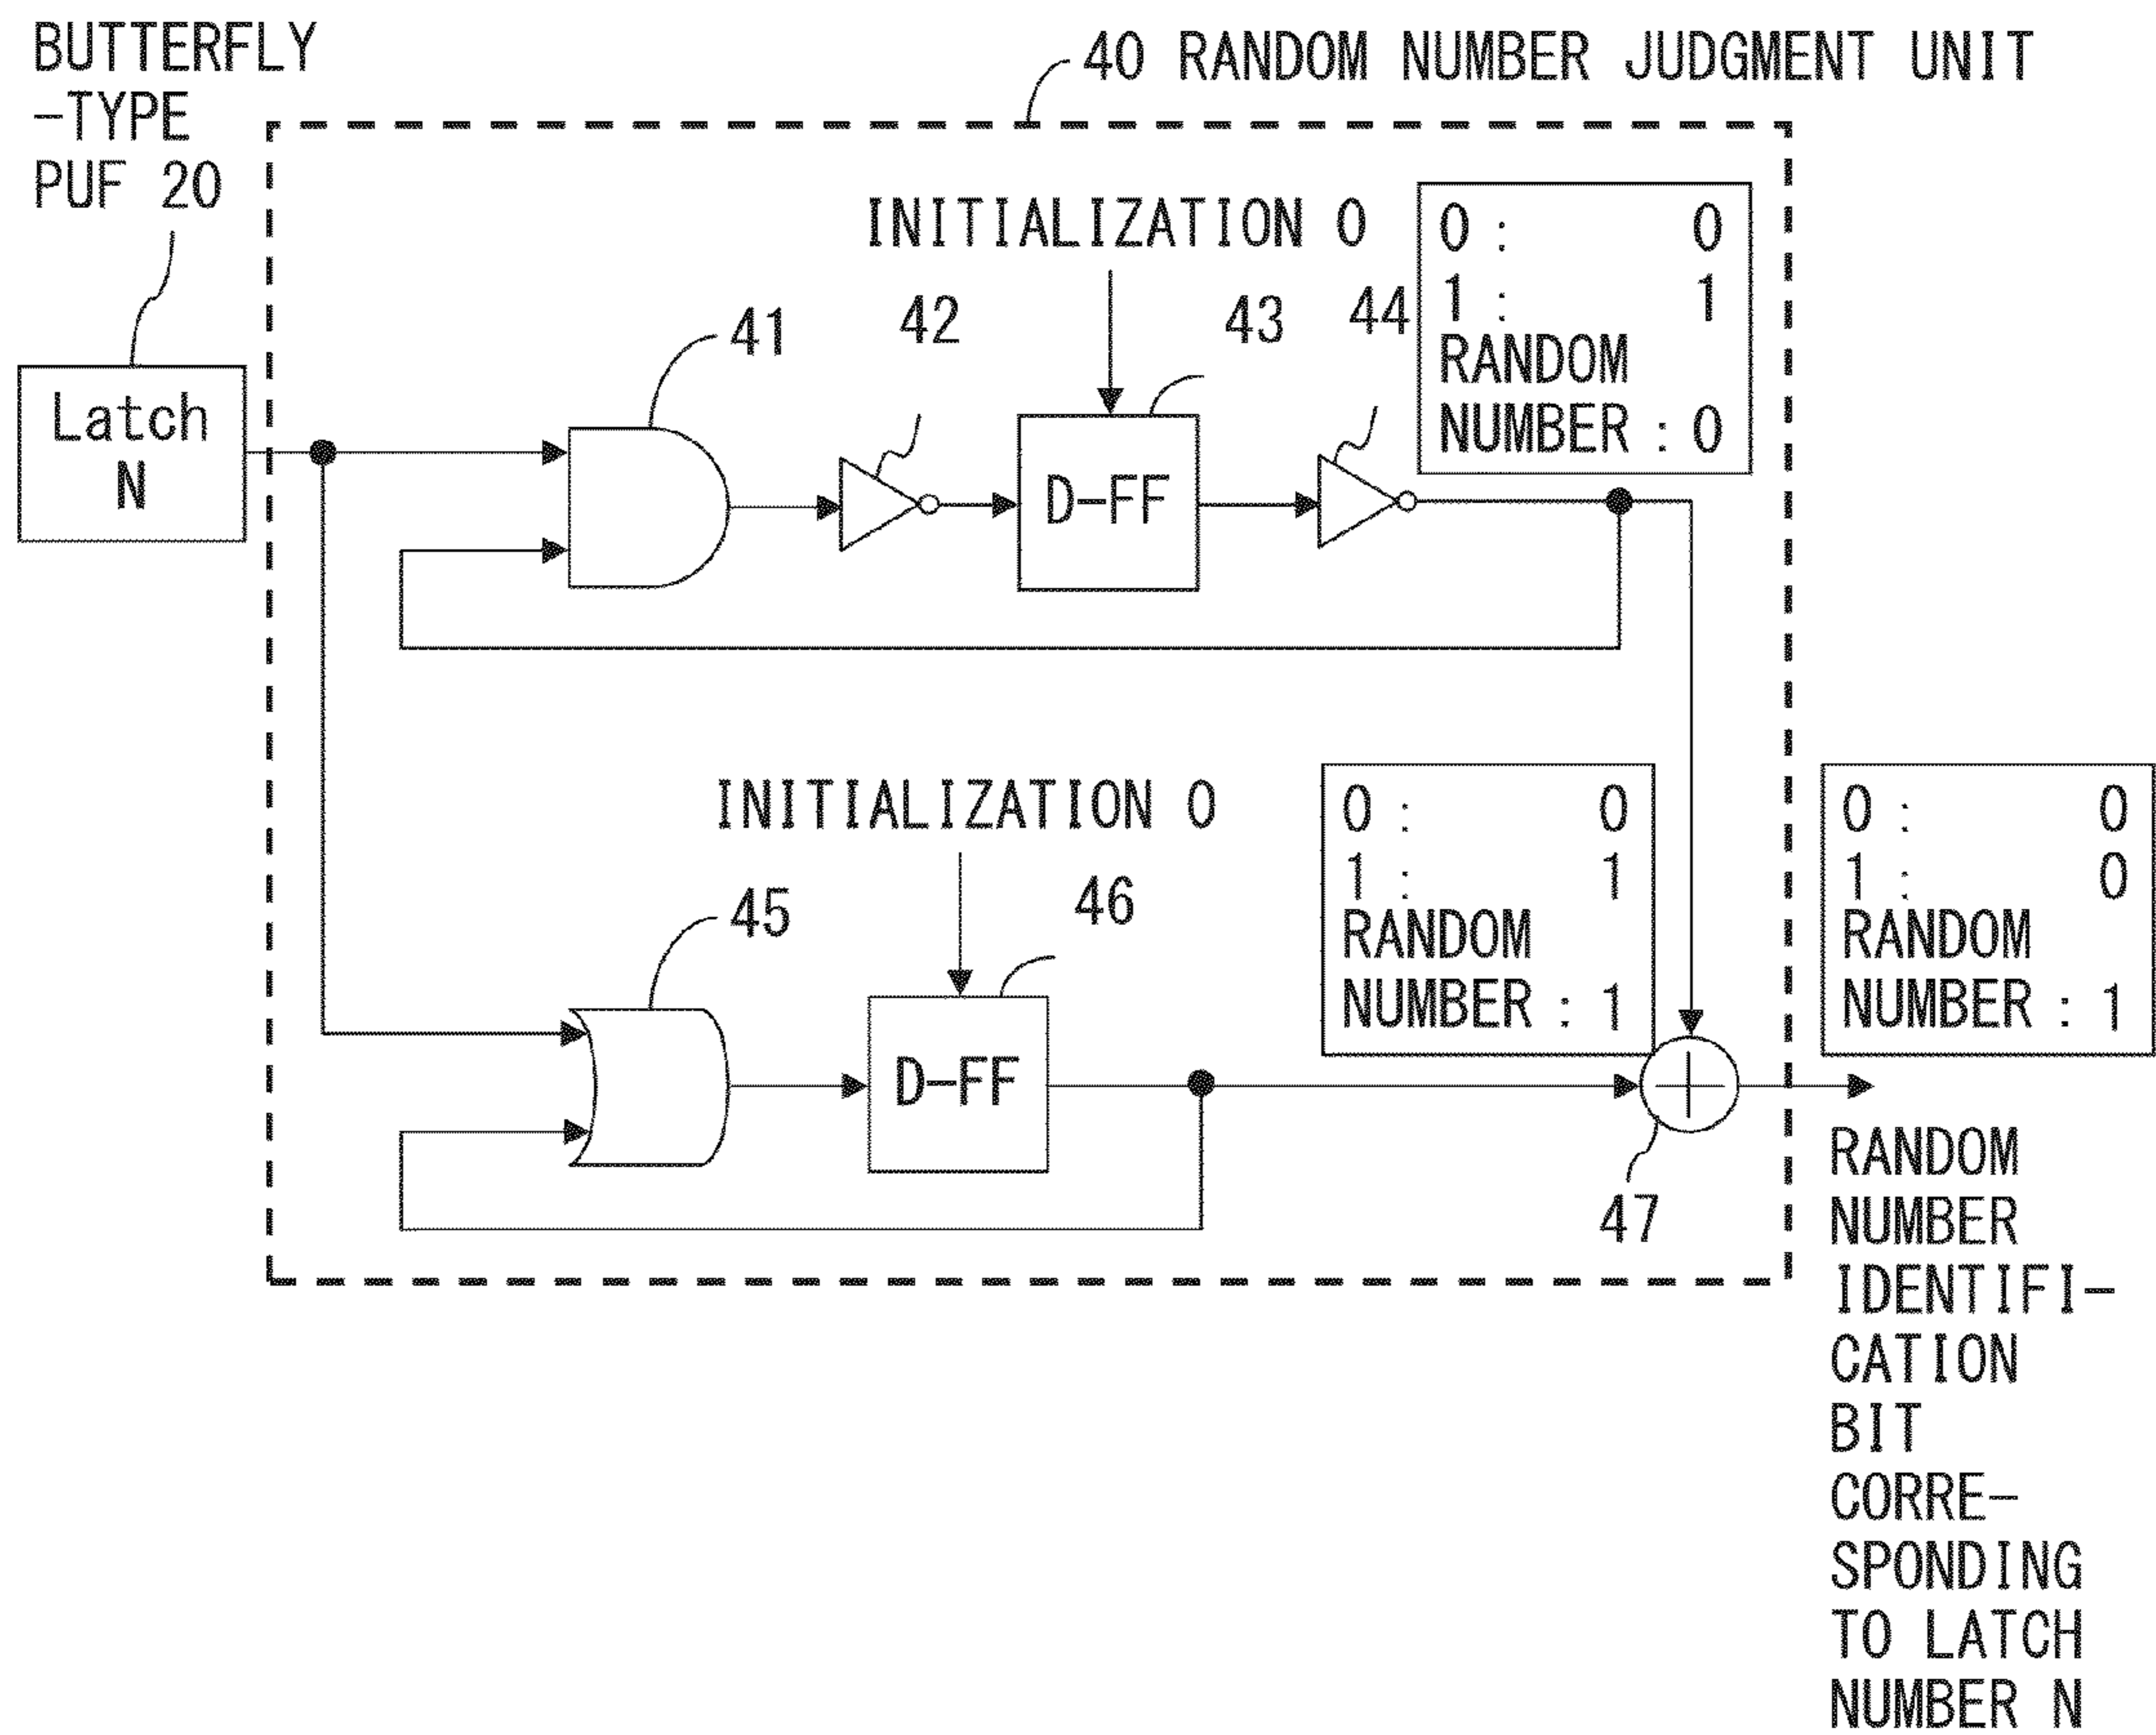 BUTTERFLY
-TYPE
PUF 20
40 RANDOM NUMBER JUDGMENT UNIT
Latch
N
INITIALIZATION 0
41
42
43
44
D-FF
0 : 0
1 : 1
RANDOM
NUMBER : 0
INITIALIZATION 0
45
46
D-FF
0 : 0
1 : 1
RANDOM
NUMBER : 1
47
0 : 0
1 : 0
RANDOM
NUMBER : 1
RANDOM
NUMBER
IDENTIFI-
CATION
BIT
CORRE-
SPONDING
TO LATCH
NUMBER N